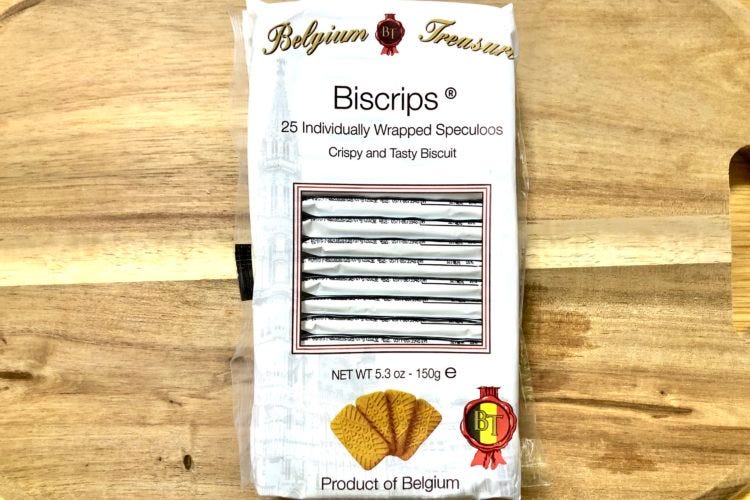 Belgium BT Treasur
Biscrips ®
25 Individually Wrapped Speculoos
Crispy and Tasty Biscuit
NET WT 5.3 oz - 150g e
BT
Product of Belgium